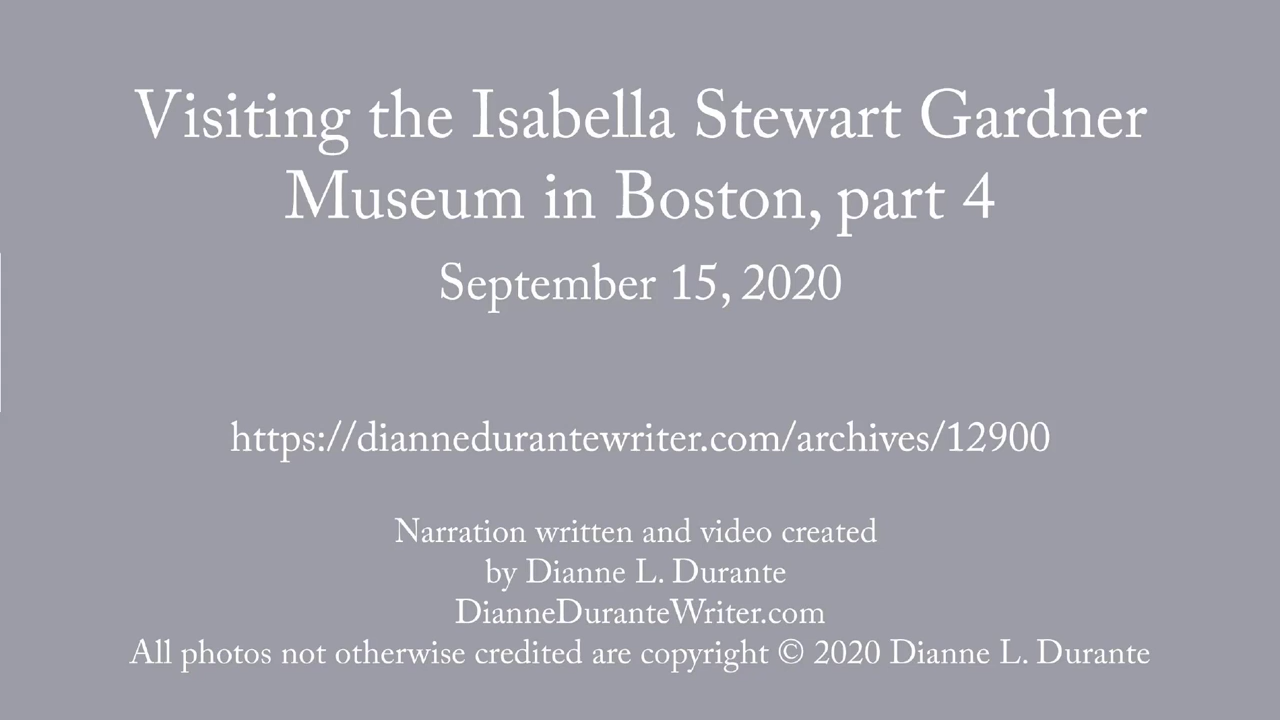 Visiting the Isabella Stewart Gardner
Museum in Boston, part 4
September 15, 2020
https://diannedurantewriter.com/archives/12900
Narration written and video created
by Dianne L. Durante
DianneDuranteWriter.com
All photos not otherwise credited are copyright © 2020 Dianne L. Durante